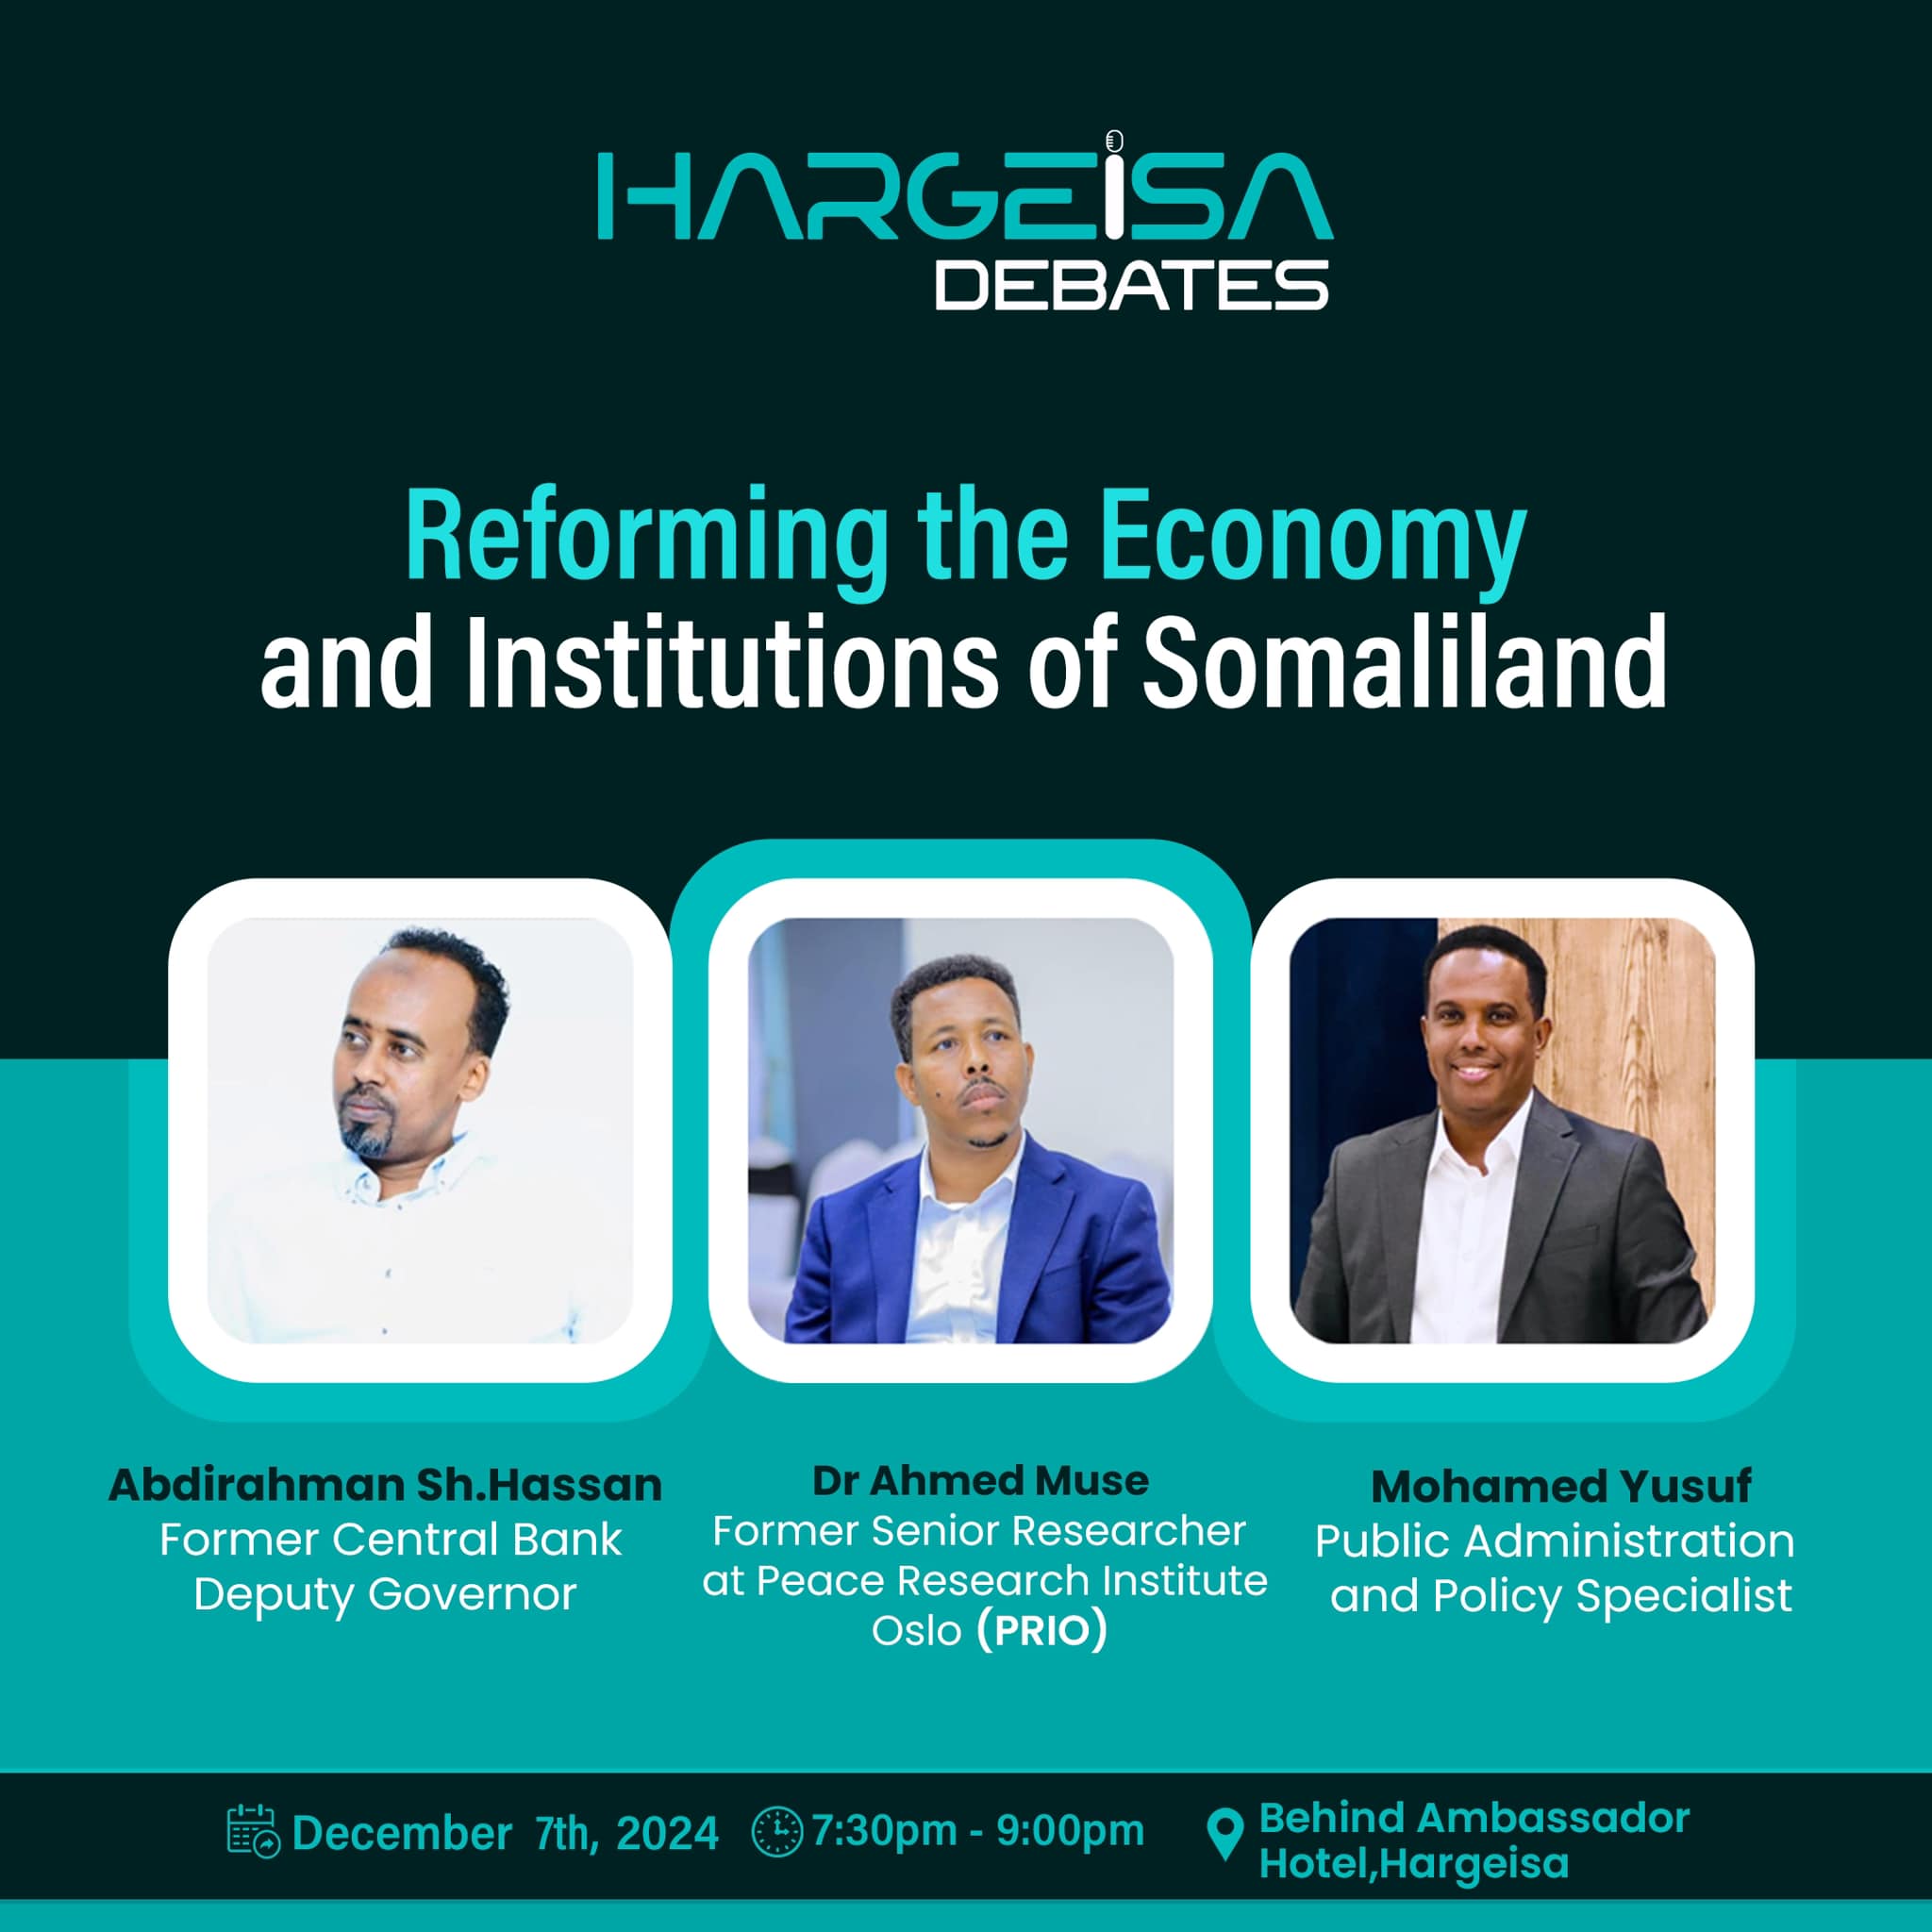 HARGEISA
DEBATES
Reforming the Economy
and Institutions of Somaliland
Abdirahman Sh.Hassan
Former Central Bank
Deputy Governor
Dr Ahmed Muse
Former Senior Researcher
at Peace Research Institute
Oslo (PRIO)
Mohamed Yusuf
Public Administration
and Policy Specialist
December 7th, 2024
7:30pm - 9:00pm
Behind Ambassador
Hotel,Hargeisa